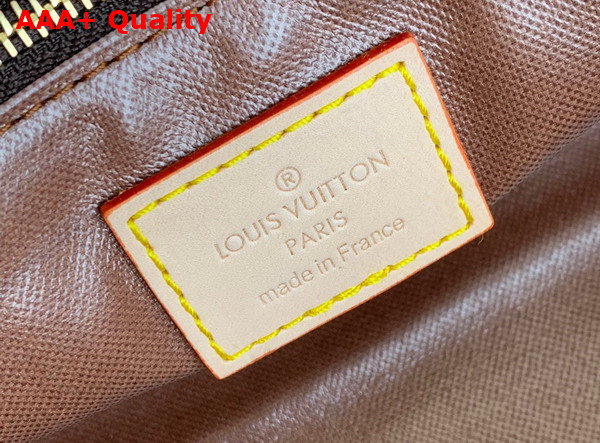 AAA+ Quality
®
LOUIS VUITTON
PARIS
made in France